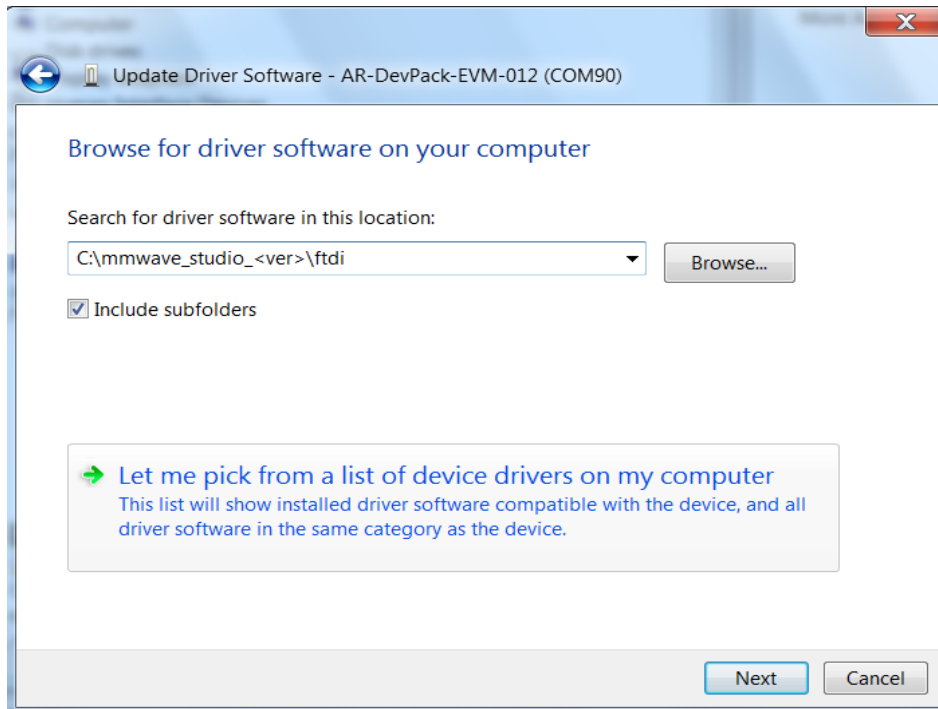 Computer
Disk drives
Update Driver Software - AR-DevPack-EVM-012 (COM90)
Browse for driver software on your computer
Search for driver software in this location:
C:\mmwave_studio_<ver>\ftdi
Browse...
Include subfolders
Let me pick from a list of device drivers on my computer
This list will show installed driver software compatible with the device, and all
driver software in the same category as the device.
Next
Cancel